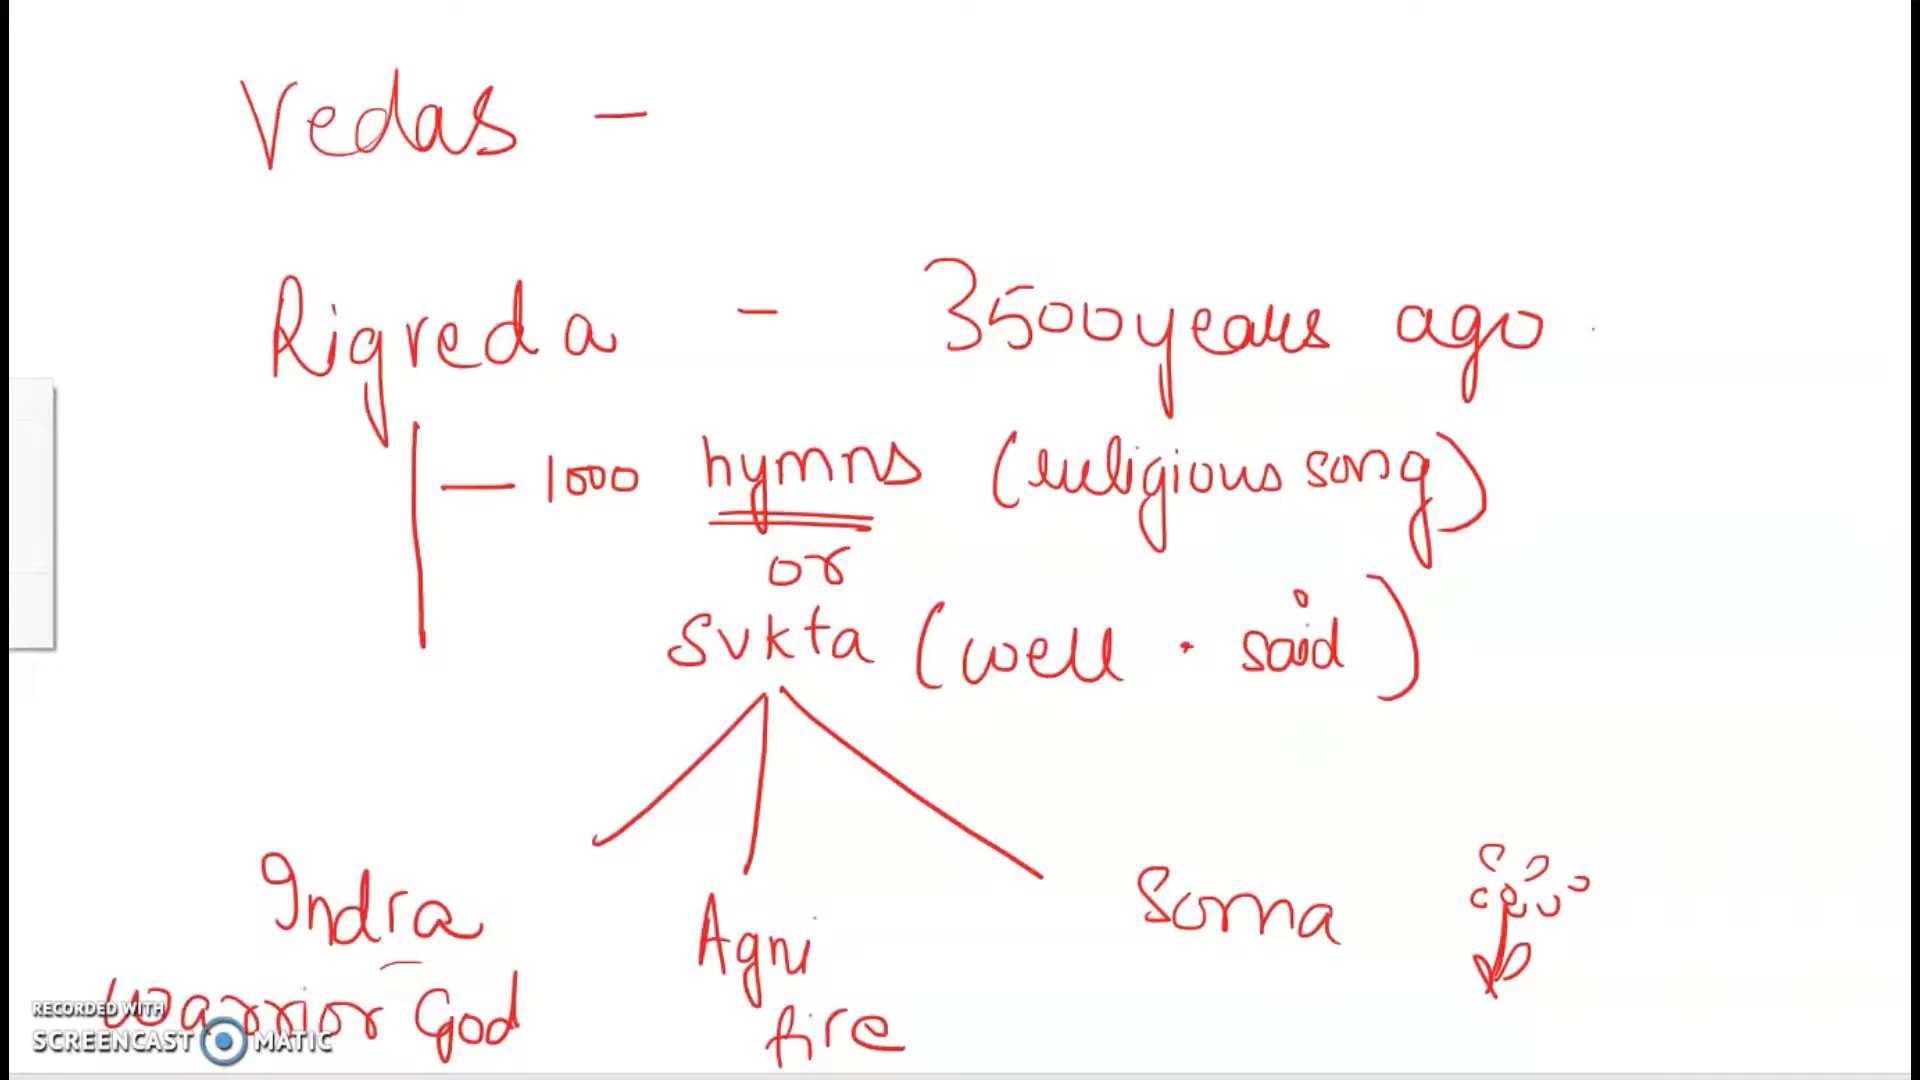 Vedas -
Rigveda - 3500 years ago
- 1000 hymns (religious song)
or
sukta (well - said)
Indra Agni Soma
warrior God fire
RECORDED WITH
SCREENCAST MATIC